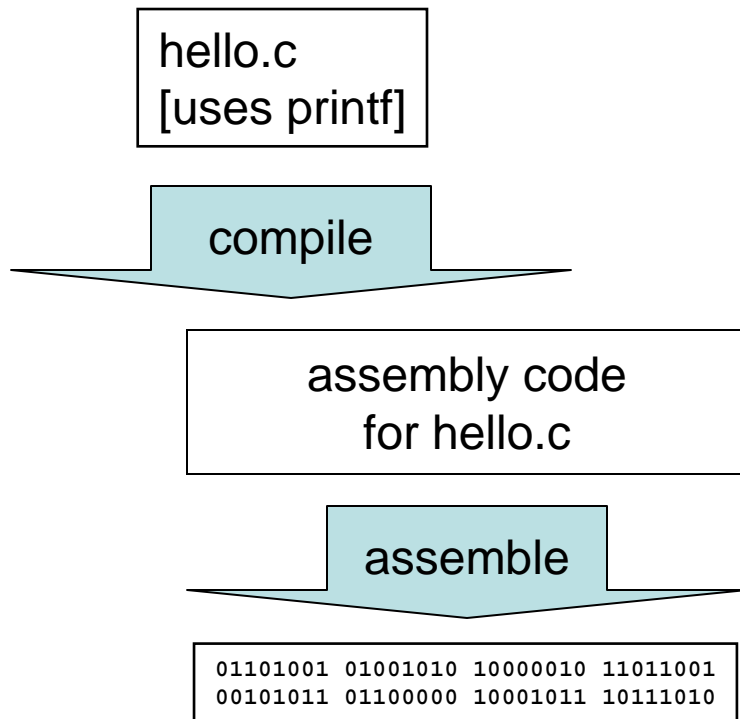 hello.c
[uses printf]
compile
assembly code
for hello.c
assemble
01101001 01001010 10000010 11011001
00101011 01100000 10001011 10111010